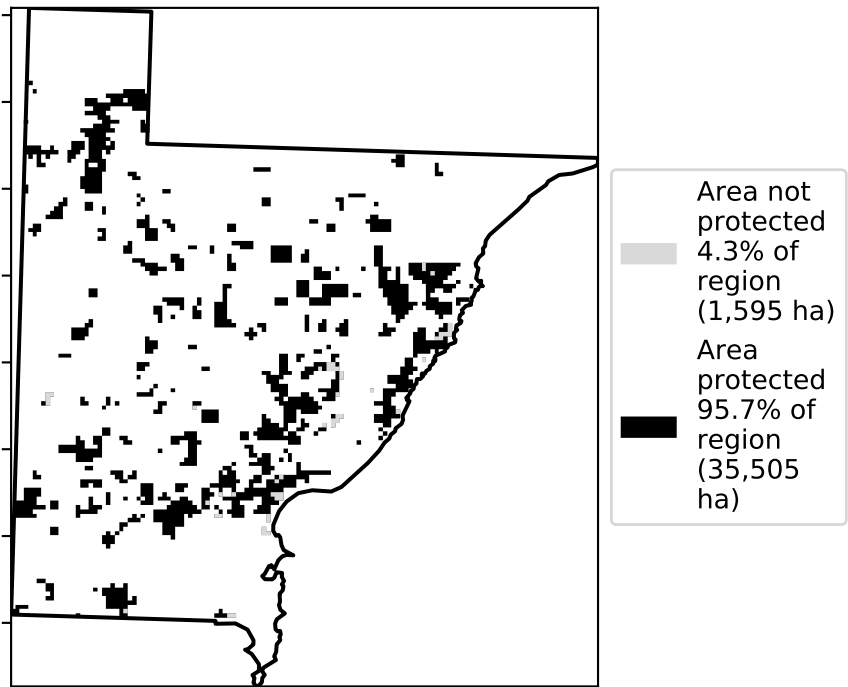 Area not
protected
4.3% of
region
(1,595 ha)
Area
protected
95.7% of
region
(35,505
ha)